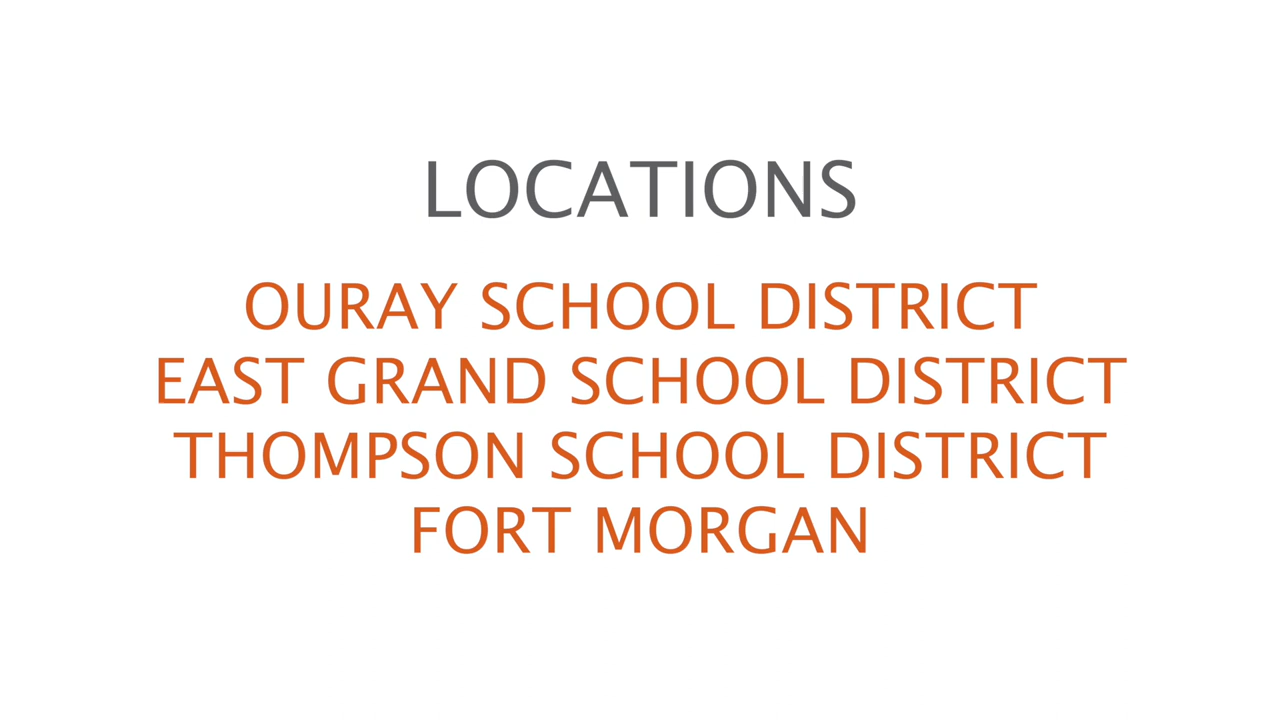 LOCATIONS
OURAY SCHOOL DISTRICT
EAST GRAND SCHOOL DISTRICT
THOMPSON SCHOOL DISTRICT
FORT MORGAN